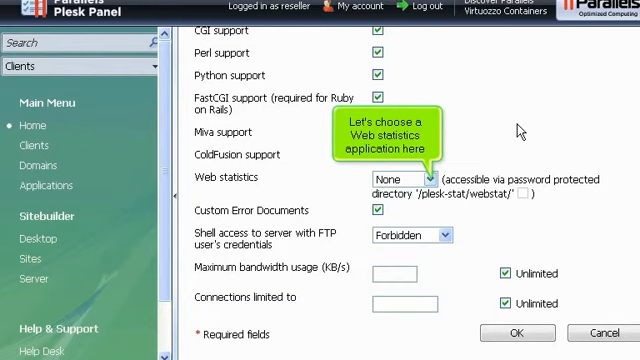 Parallels
Plesk Panel
Logged in as reseller
My account
Log out
Discover Parallels
Virtuozzo Containers
Parallels
Optimized Computing
Search
Clients
Main Menu
Home
Clients
Domains
Applications
Sitebuilder
Desktop
Sites
Server
Help & Support
Help Desk
CGI support
Perl support
Python support
FastCGI support (required for Ruby
on Rails)
Miva support
ColdFusion support
Let's choose a
Web statistics
application here
Web statistics
None
(accessible via password protected
directory '/plesk-stat/webstat/' )
Custom Error Documents
Shell access to server with FTP
user's credentials
Forbidden
Maximum bandwidth usage (KB/s)
Unlimited
Connections limited to
Unlimited
* Required fields
OK
Cancel